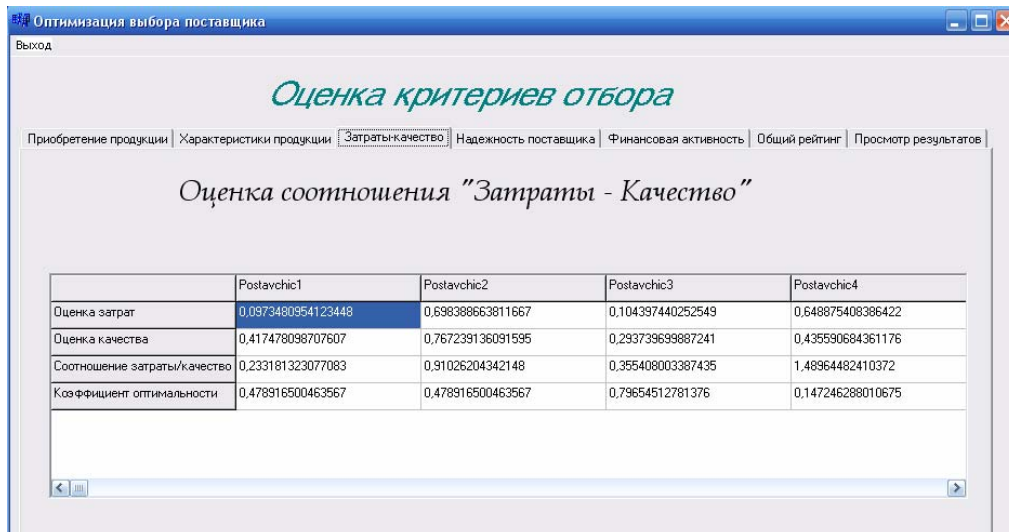 Оптимизация выбора поставщика
Выход
Оценка критериев отбора
Приобретение продукции Характеристики продукции Затраты-качество Надежность поставщика Финансовая активность Общий рейтинг Просмотр результатов
Оценка соотношения "Затраты - Качество"
Postavchic1 Postavchic2 Postavchic3 Postavchic4
Оценка затрат 0,0973480954123448 0,698388663811667 0,104397440252549 0,648875408386422
Оценка качества 0,417478098707607 0,767239136091595 0,293739699887241 0,435590684361176
Соотношение затраты/качество 0,233181323077083 0,91026204342148 0,355408003387435 1,48964482410372
Коэффициент оптимальности 0,478916500463567 0,478916500463567 0,79654512781376 0,147246288010675